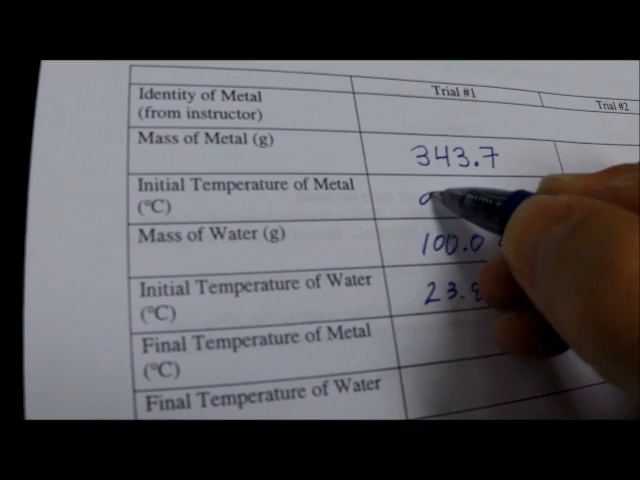 Trial #1
Trial #2
Identity of Metal
(from instructor)
Mass of Metal (g)
343.7
Initial Temperature of Metal
(°C)
Mass of Water (g)
100.0
Initial Temperature of Water
(°C)
Final Temperature of Metal
(°C)
Final Temperature of Water